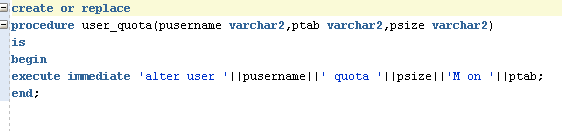 create or replace
procedure user_quota(pusername varchar2,ptab varchar2,psize varchar2)
is
begin
execute immediate 'alter user '||pusername||' quota '||psize||'M on '||ptab;
end;